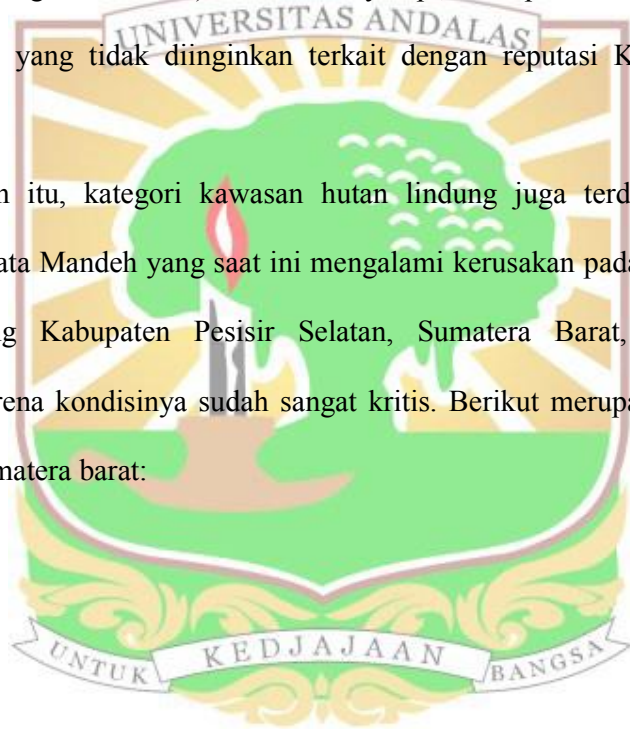 UNIVERSITAS ANDALAS
yang tidak diinginkan terkait dengan reputasi K
itu, kategori kawasan hutan lindung juga terd
ata Mandeh yang saat ini mengalami kerusakan pada
g Kabupaten Pesisir Selatan, Sumatera Barat,
rena kondisinya sudah sangat kritis. Berikut merupa
matera barat:
UNTUK KEDJAJAAN BANGSA